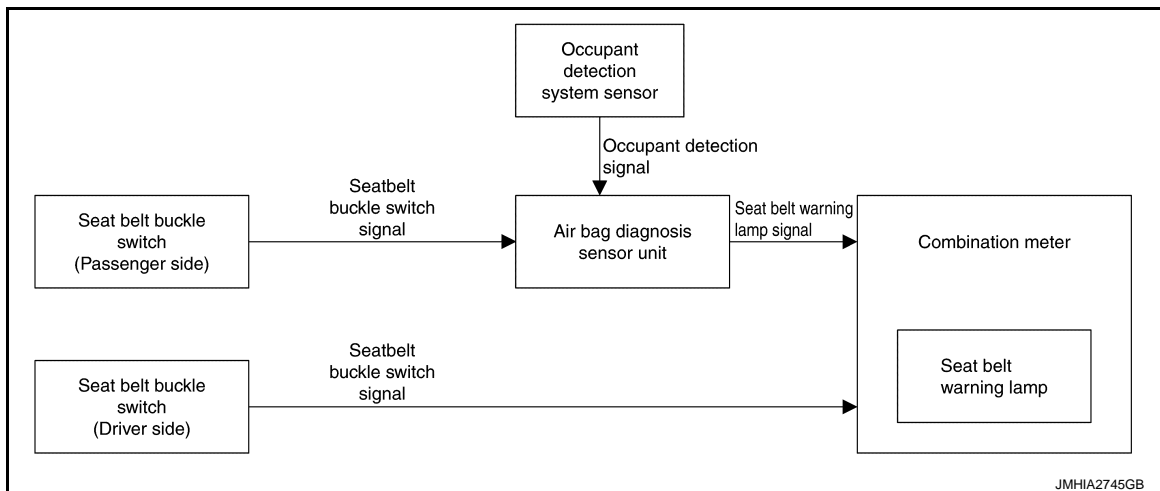 Occupant
detection
system sensor
Occupant detection
signal
Seatbelt
buckle switch
signal
Seat belt buckle
switch
(Passenger side)
Air bag diagnosis
sensor unit
Seat belt warning
lamp signal
Combination meter
Seatbelt
buckle switch
signal
Seat belt buckle
switch
(Driver side)
Seat belt
warning lamp
JMHIA2745GB